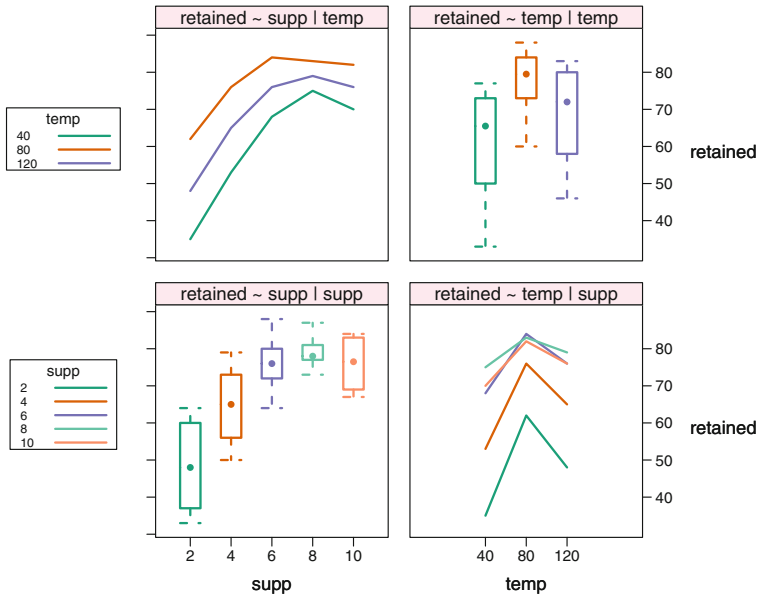 retained ~ supp | temp
retained ~ temp | temp
temp
40
80
120
80
70
60
50
40
retained
retained ~ supp | supp
retained ~ temp | supp
supp
2
4
6
8
10
80
70
60
50
40
retained
2 4 6 8 10
40 80 120
supp
temp